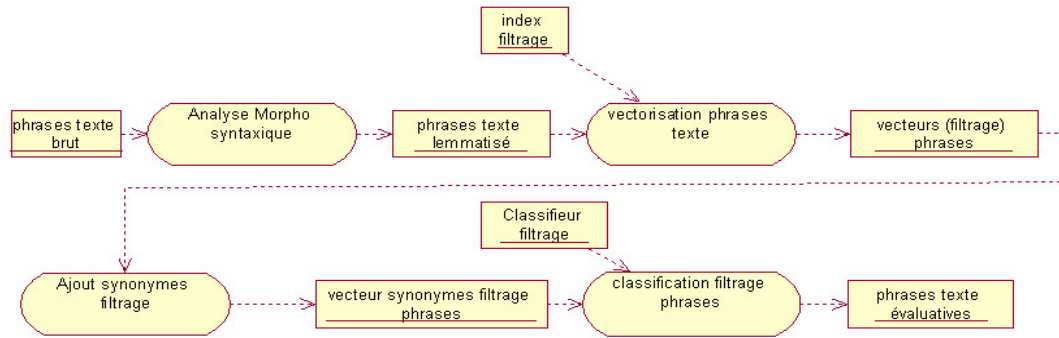 index
filtrage
phrases texte
brut
Analyse Morpho
syntaxique
phrases texte
lemmatisé
vectorisation phrases
texte
vecteurs (filtrage)
phrases
Classifieur
filtrage
Ajout synonymes
filtrage
vecteur synonymes filtrage
phrases
classification filtrage
phrases
phrases texte
évaluatives